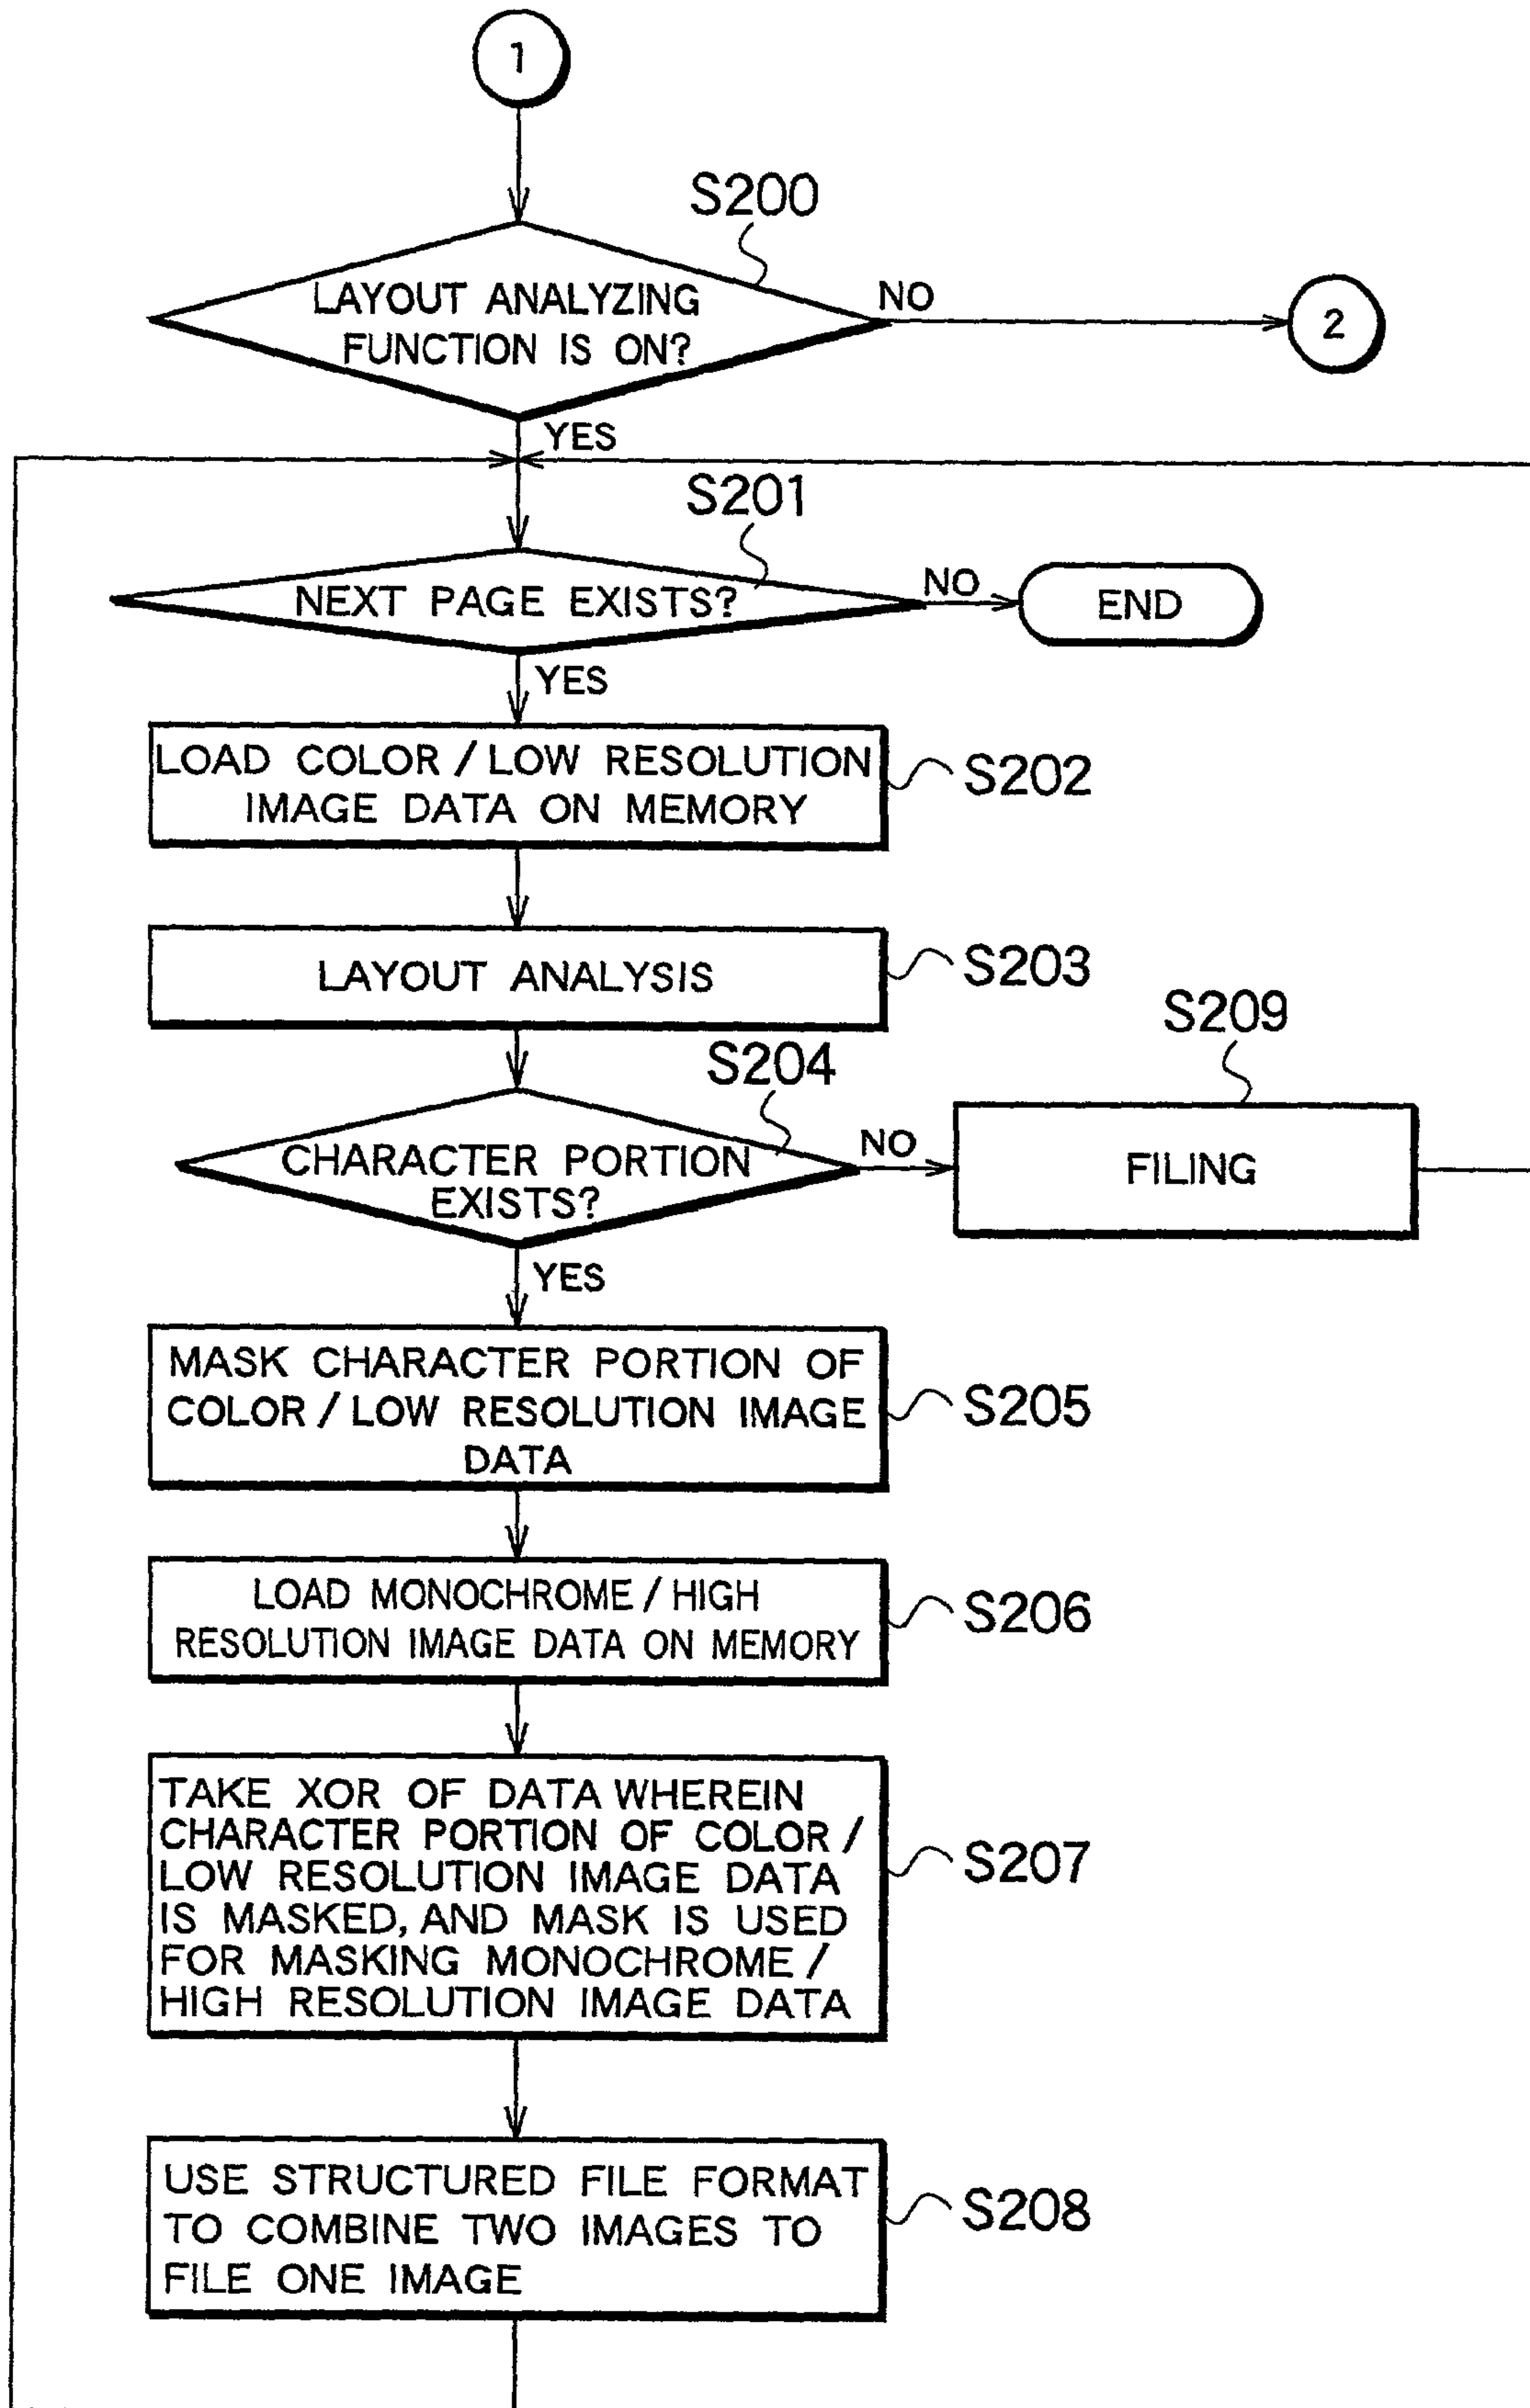 1
S200
LAYOUT ANALYZING
FUNCTION IS ON?
NO
2
YES
S201
NEXT PAGE EXISTS?
NO
END
YES
LOAD COLOR / LOW RESOLUTION
IMAGE DATA ON MEMORY
S202
LAYOUT ANALYSIS
S203
S204
CHARACTER PORTION
EXISTS?
NO
S209
FILING
YES
MASK CHARACTER PORTION OF
COLOR / LOW RESOLUTION IMAGE
DATA
S205
LOAD MONOCHROME / HIGH
RESOLUTION IMAGE DATA ON MEMORY
S206
TAKE XOR OF DATA WHEREIN
CHARACTER PORTION OF COLOR /
LOW RESOLUTION IMAGE DATA
IS MASKED, AND MASK IS USED
FOR MASKING MONOCHROME /
HIGH RESOLUTION IMAGE DATA
S207
USE STRUCTURED FILE FORMAT
TO COMBINE TWO IMAGES TO
FILE ONE IMAGE
S208